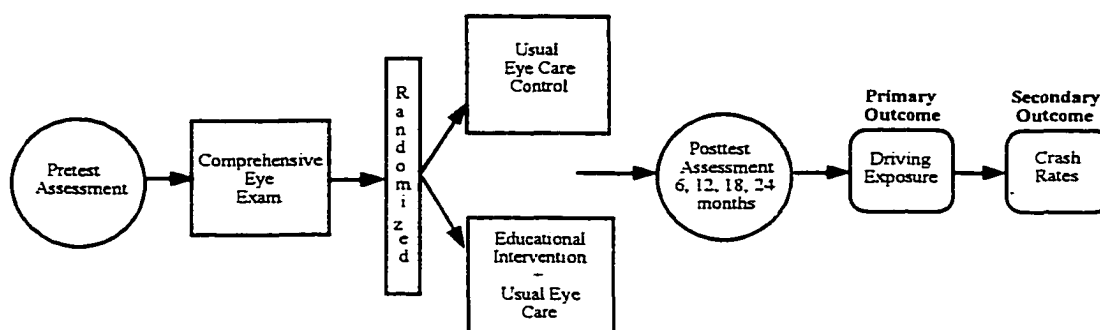 Pretest
Assessment
Comprehensive
Eye
Exam
Randomized
Usual
Eye Care
Control
Educational
Intervention
+
Usual Eye
Care
Posttest
Assessment
6, 12, 18, 24
months
Primary
Outcome
Driving
Exposure
Secondary
Outcome
Crash
Rates